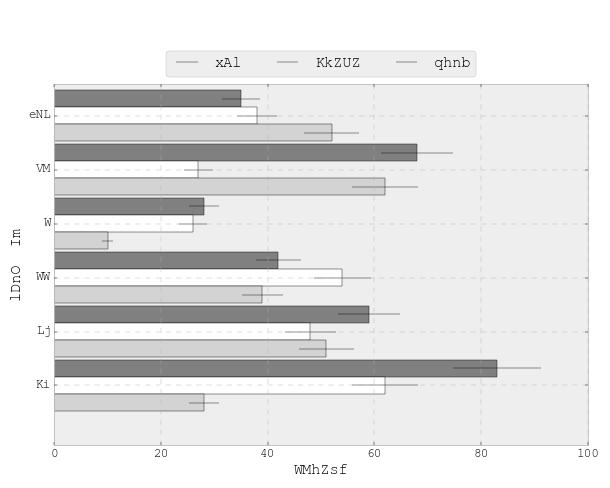 xAl KkZUZ qhnb
eNL
VM
W
WW
Lj
Ki
lDnO Im
0 20 40 60 80 100
WMhZsf